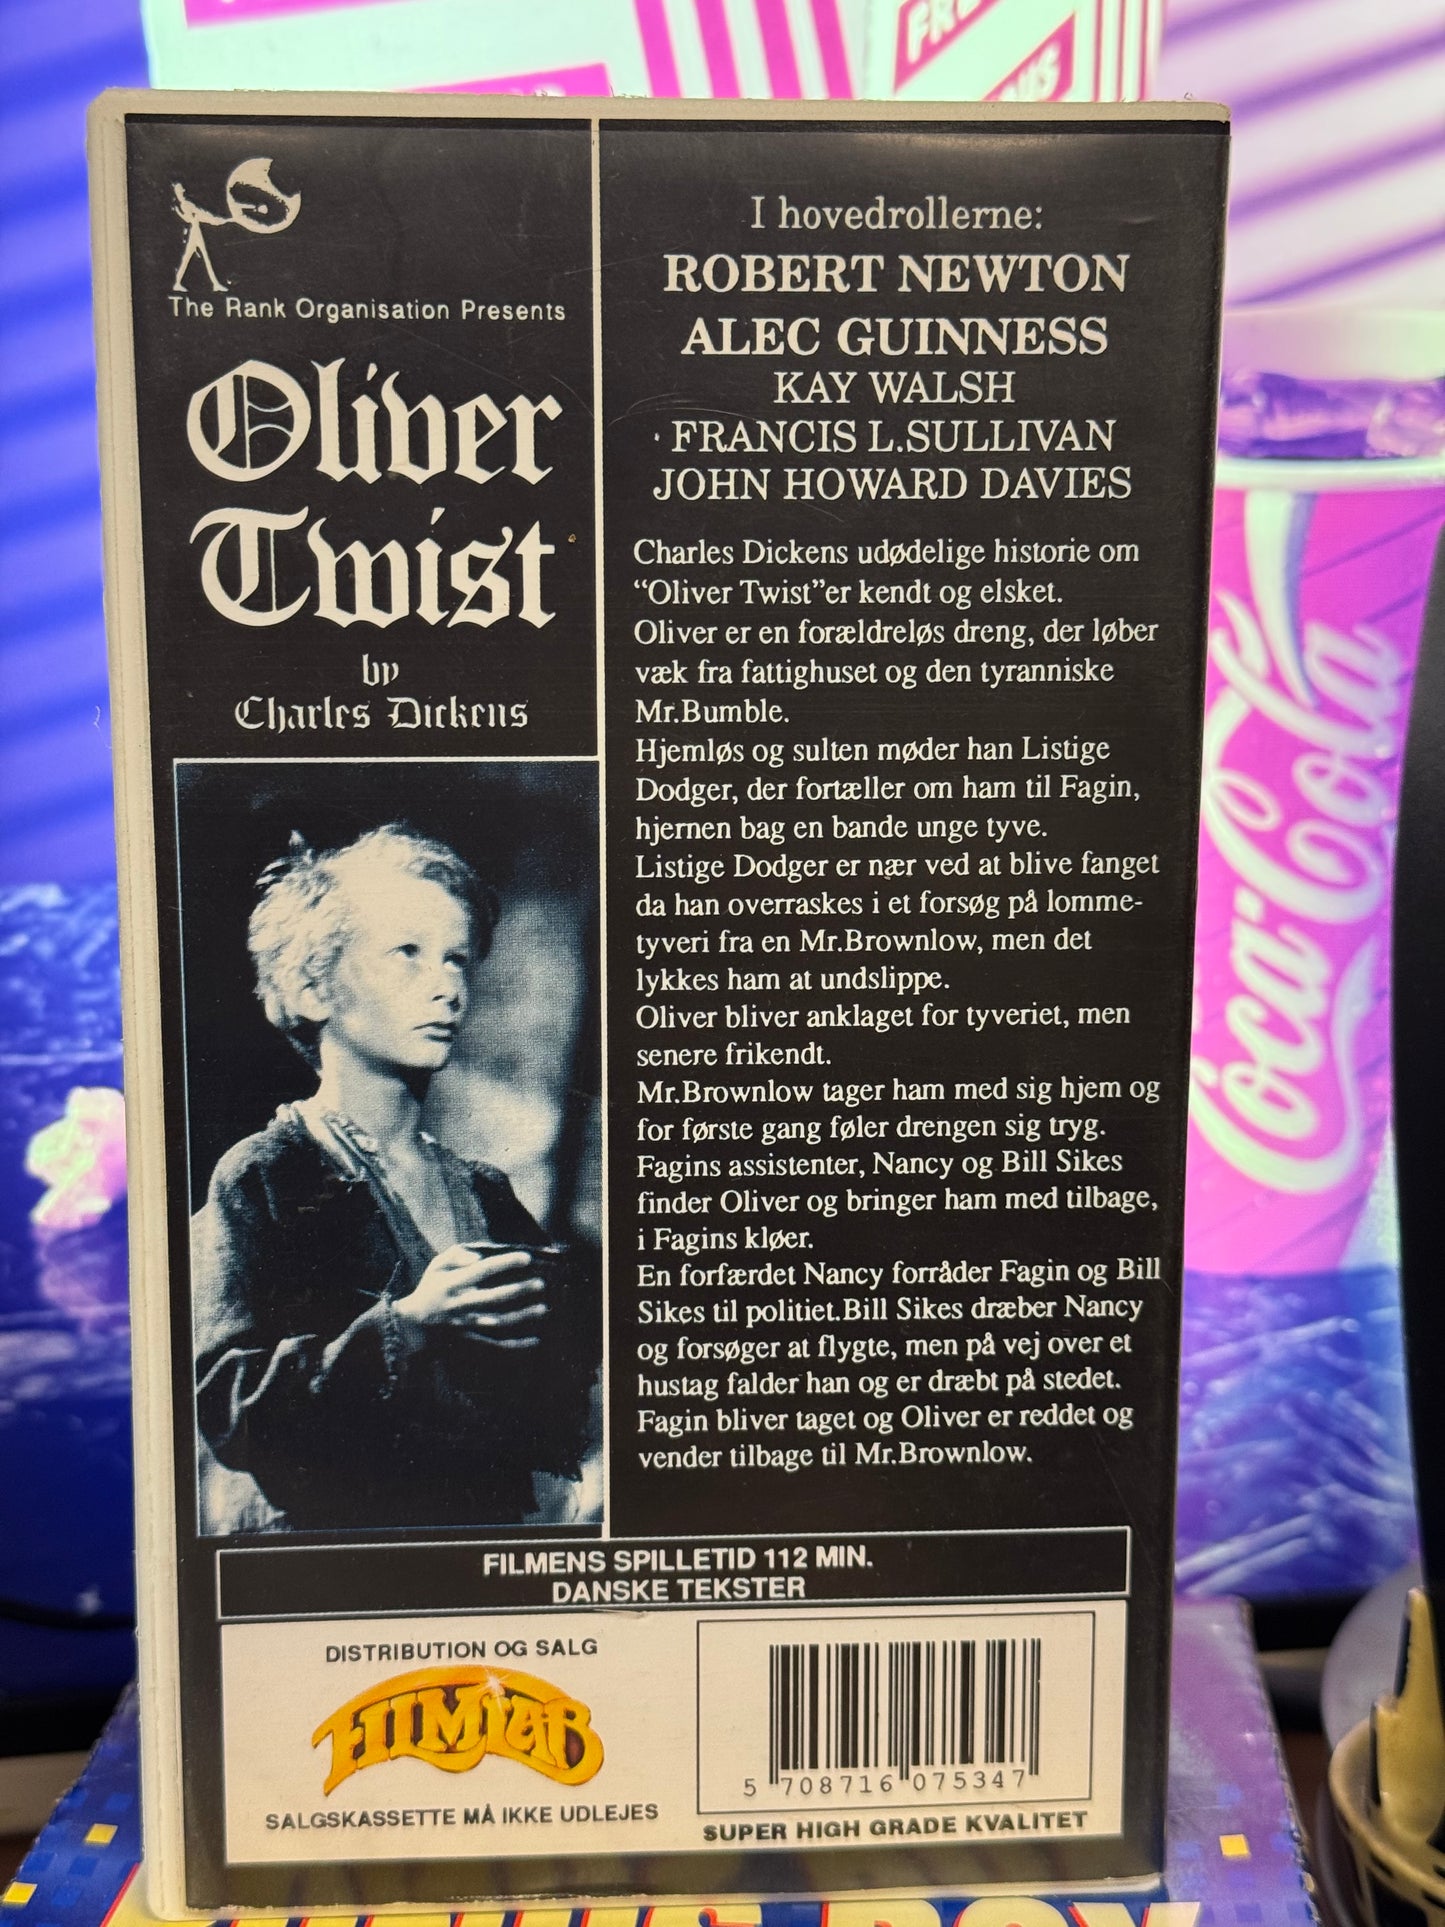 The Rank Organisation Presents
Oliver
Twist
by
Charles Dickens
I hovedrollerne:
ROBERT NEWTON
ALEC GUINNESS
KAY WALSH
FRANCIS L.SULLIVAN
JOHN HOWARD DAVIES
Charles Dickens udødelige historie om
“Oliver Twist”er kendt og elsket.
Oliver er en forældreløs dreng, der løber
væk fra fattighuset og den tyranniske
Mr.Bumble.
Hjemløs og sulten møder han Listige
Dodger, der fortæller om ham til Fagin,
hjernen bag en bande unge tyve.
Listige Dodger er nær ved at blive fanget
da han overraskes i et forsøg på lomme-
tyveri fra en Mr.Brownlow, men det
lykkes ham at undslippe.
Oliver bliver anklaget for tyveriet, men
senere frikendt.
Mr.Brownlow tager ham med sig hjem og
for første gang føler drengen sig tryg.
Fagins assistenter, Nancy og Bill Sikes
finder Oliver og bringer ham med tilbage,
i Fagins kløer.
En forfærdet Nancy forråder Fagin og Bill
Sikes til politiet.Bill Sikes dræber Nancy
og forsøger at flygte, men på vej over et
hustag falder han og er dræbt på stedet.
Fagin bliver taget og Oliver er reddet og
vender tilbage til Mr.Brownlow.
FILMENS SPILLETID 112 MIN.
DANSKE TEKSTER
DISTRIBUTION OG SALG
FILMLAB
SALGSKASSETTE MÅ IKKE UDLEJES
5 708716 075347
SUPER HIGH GRADE KVALITET
Coca-Cola